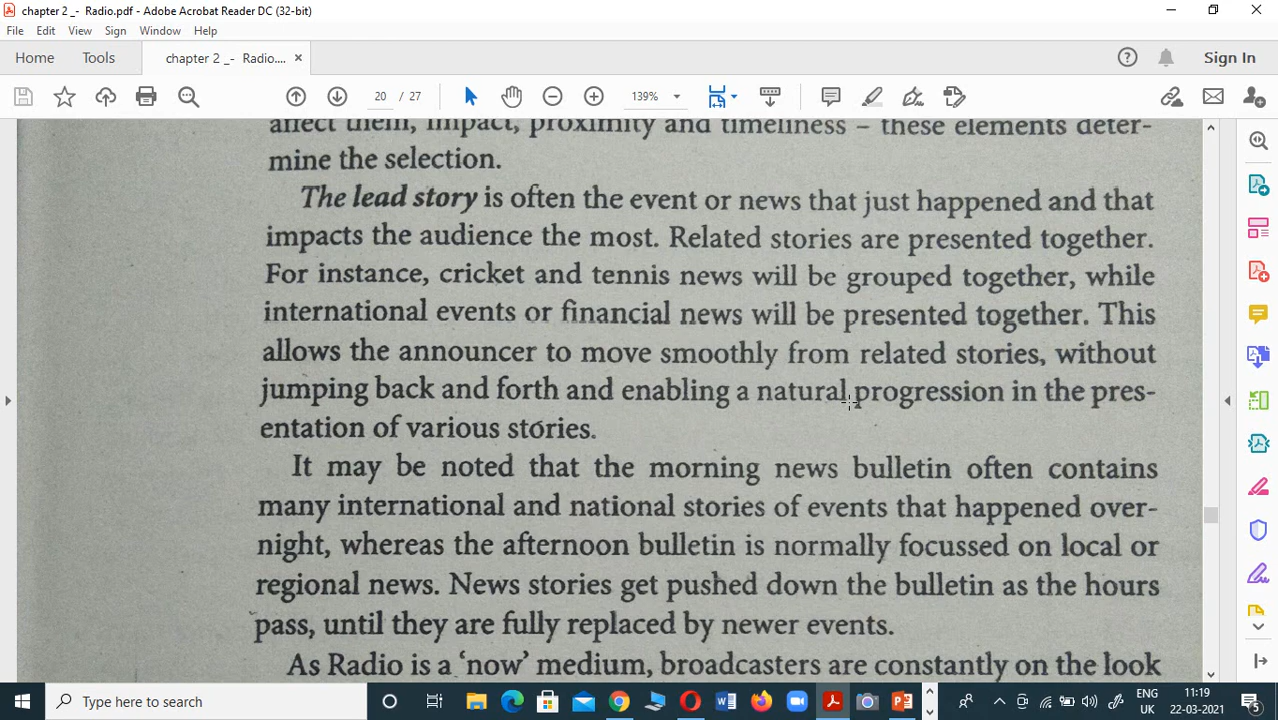 chapter 2 _- Radio.pdf - Adobe Acrobat Reader DC (32-bit)
File Edit View Sign Window Help
Home Tools chapter 2 _- Radio.... × Sign In
20 / 27 139%
affect them, impact, proximity and timeliness – these elements deter-
mine the selection.
The lead story is often the event or news that just happened and that
impacts the audience the most. Related stories are presented together.
For instance, cricket and tennis news will be grouped together, while
international events or financial news will be presented together. This
allows the announcer to move smoothly from related stories, without
jumping back and forth and enabling a natural progression in the pres-
entation of various stories.
It may be noted that the morning news bulletin often contains
many international and national stories of events that happened over-
night, whereas the afternoon bulletin is normally focussed on local or
regional news. News stories get pushed down the bulletin as the hours
pass, until they are fully replaced by newer events.
As Radio is a ‘now’ medium, broadcasters are constantly on the look
Type here to search
ENG 11:19
UK 22-03-2021 5